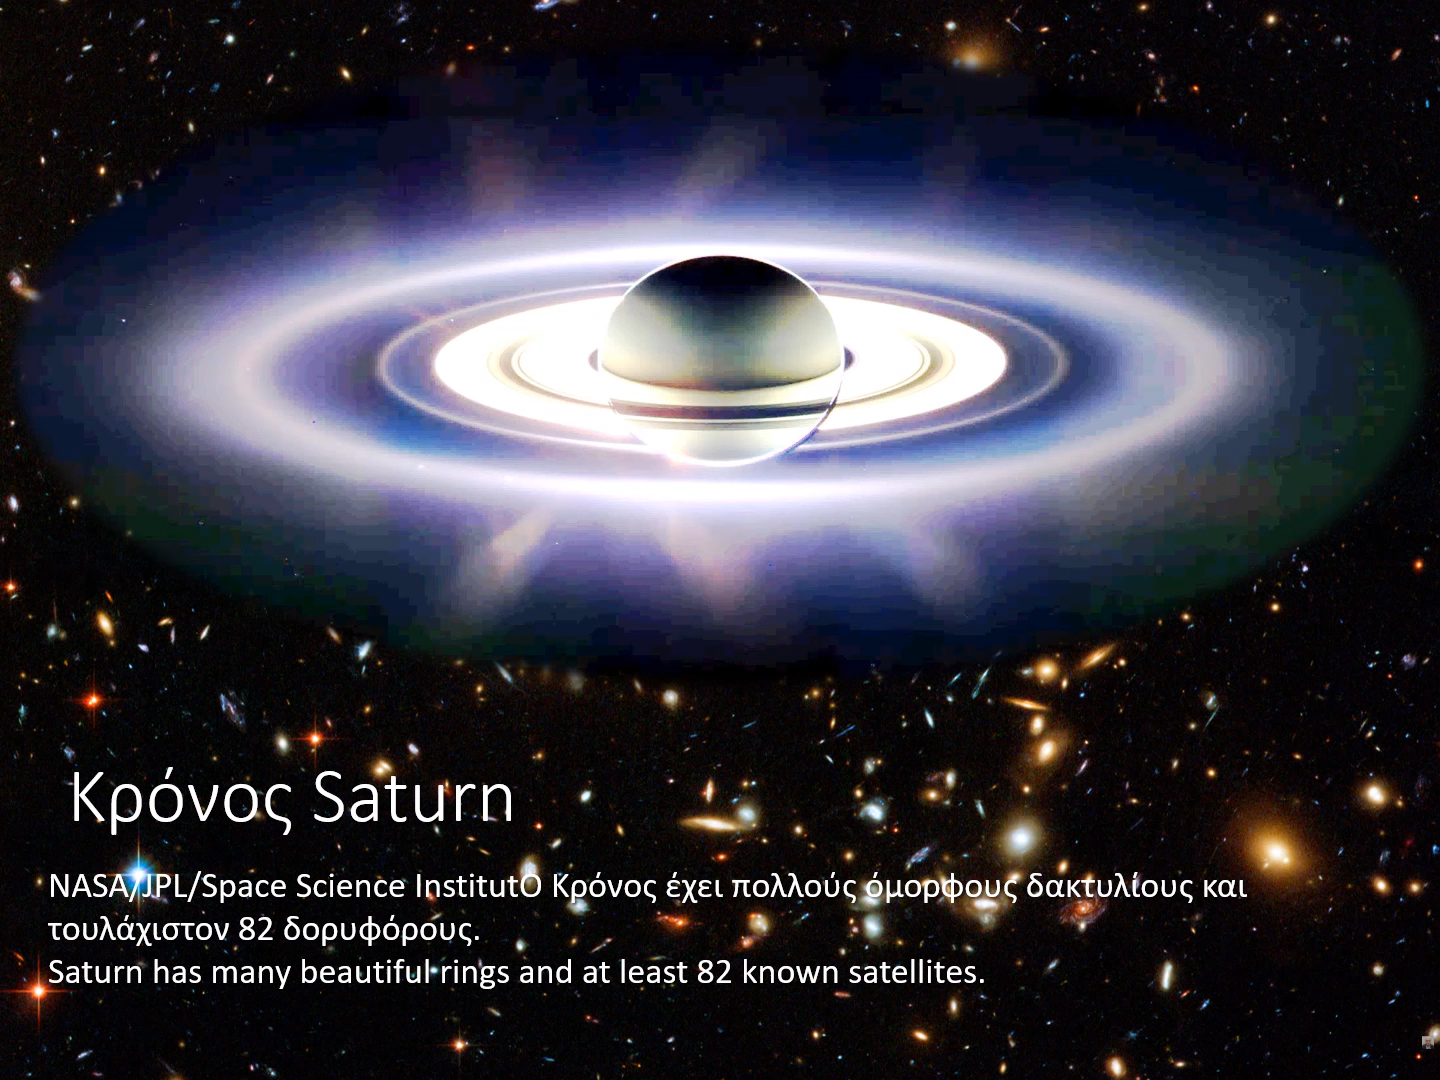 Κρόνος Saturn
NASA/JPL/Space Science InstitutΟ Κρόνος έχει πολλούς όμορφους δακτυλίους και
τουλάχιστον 82 δορυφόρους.
Saturn has many beautiful rings and at least 82 known satellites.